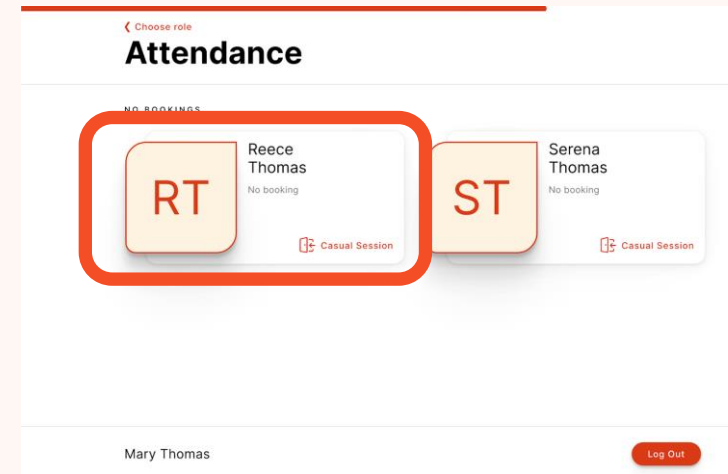 Choose role
Attendance
NO BOOKINGS
RT
Reece
Thomas
No booking
Casual Session
ST
Serena
Thomas
No booking
Casual Session
Mary Thomas
Log Out